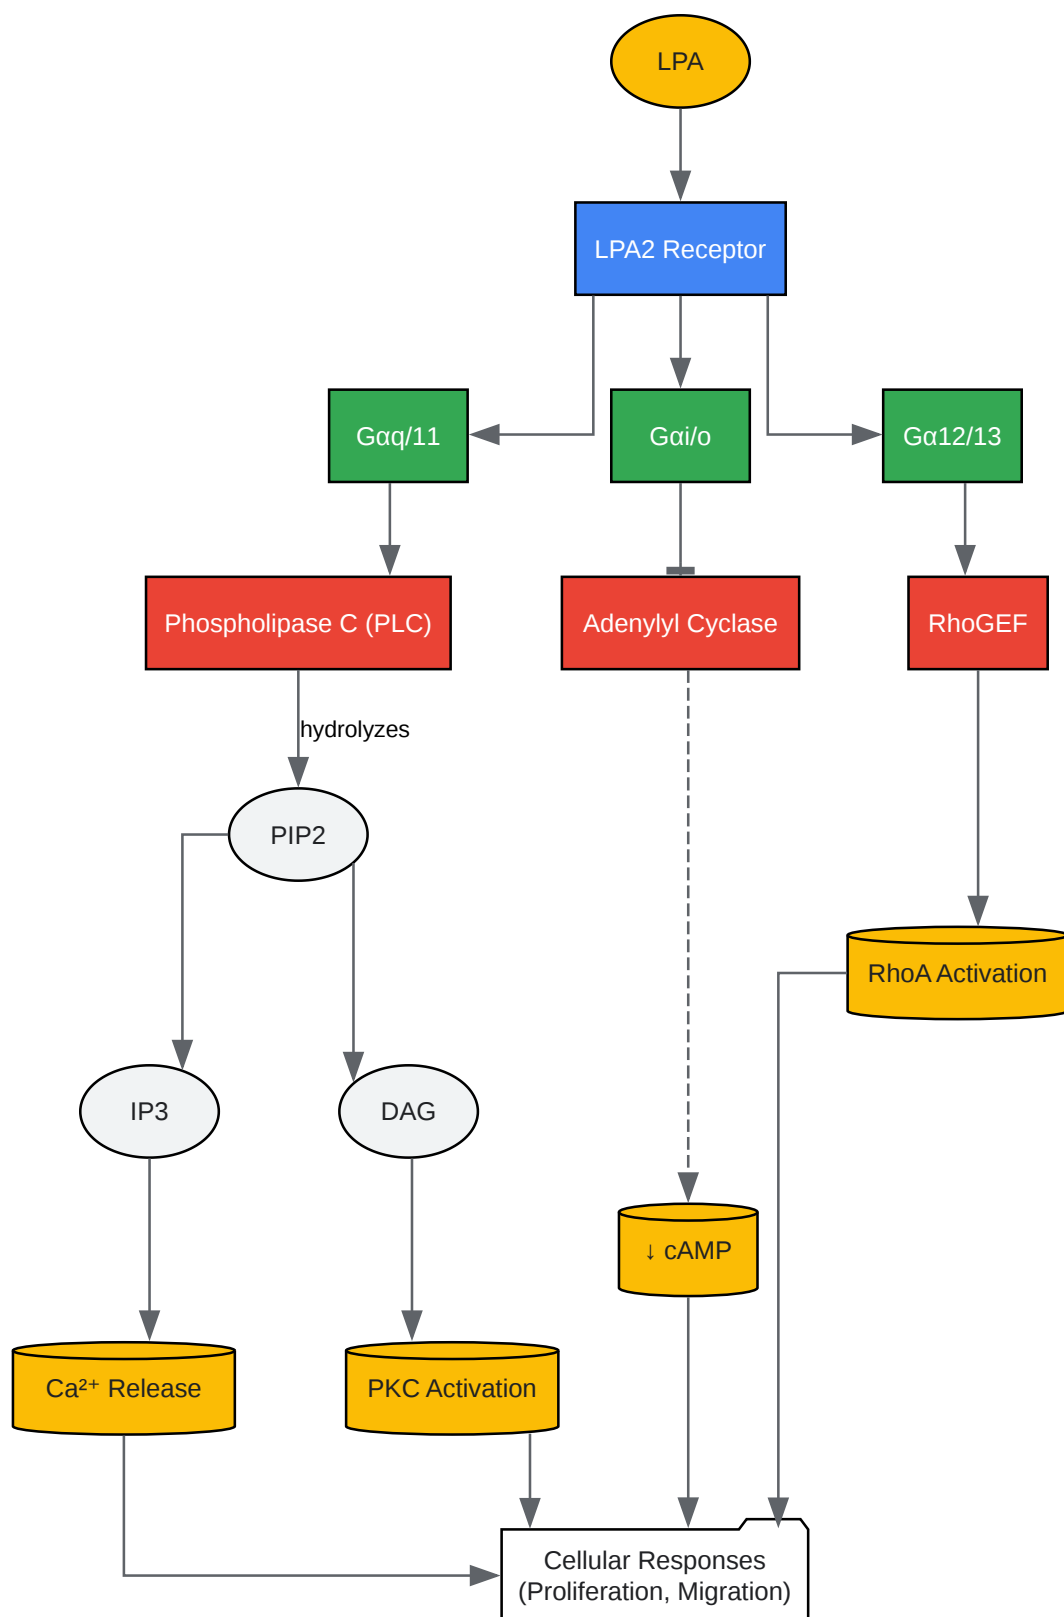 LPA
LPA2 Receptor
Gαq/11
Gαi/o
Gα12/13
Phospholipase C (PLC)
Adenylyl Cyclase
RhoGEF
hydrolyzes
PIP2
RhoA Activation
IP3
DAG
↓ cAMP
Ca²⁺ Release
PKC Activation
Cellular Responses
(Proliferation, Migration)